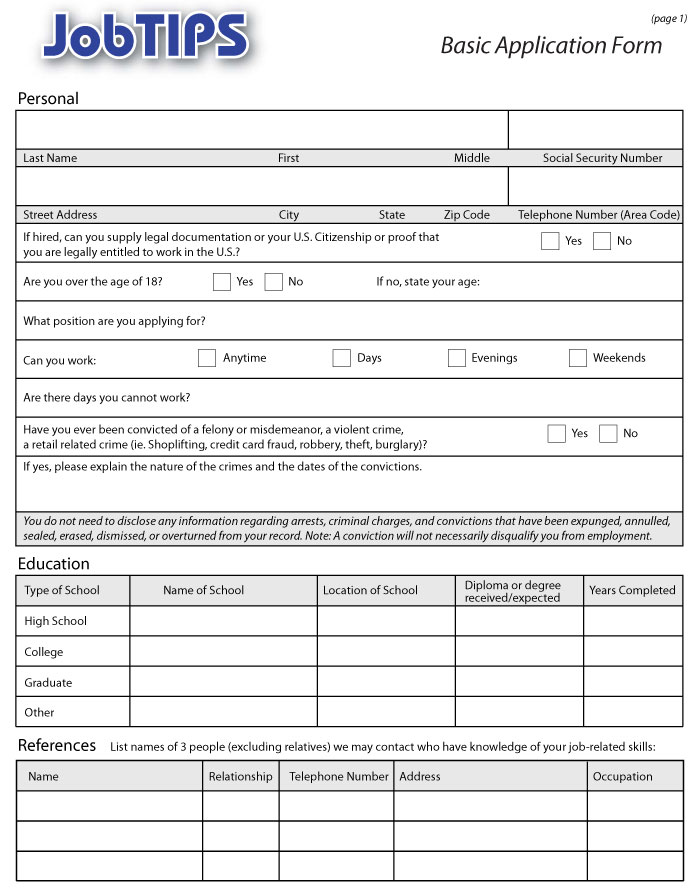 JobTIPS
(page 1)
Basic Application Form
Personal
Last Name First Middle Social Security Number
Street Address City State Zip Code Telephone Number (Area Code)
If hired, can you supply legal documentation or your U.S. Citizenship or proof that
you are legally entitled to work in the U.S.?
Yes No
Are you over the age of 18? Yes No If no, state your age:
What position are you applying for?
Can you work: Anytime Days Evenings Weekends
Are there days you cannot work?
Have you ever been convicted of a felony or misdemeanor, a violent crime,
a retail related crime (ie. Shoplifting, credit card fraud, robbery, theft, burglary)?
Yes No
If yes, please explain the nature of the crimes and the dates of the convictions.
You do not need to disclose any information regarding arrests, criminal charges, and convictions that have been expunged, annulled,
sealed, erased, dismissed, or overturned from your record. Note: A conviction will not necessarily disqualify you from employment.
Education
Type of School Name of School Location of School Diploma or degree received/expected Years Completed
High School
College
Graduate
Other
References List names of 3 people (excluding relatives) we may contact who have knowledge of your job-related skills:
Name Relationship Telephone Number Address Occupation